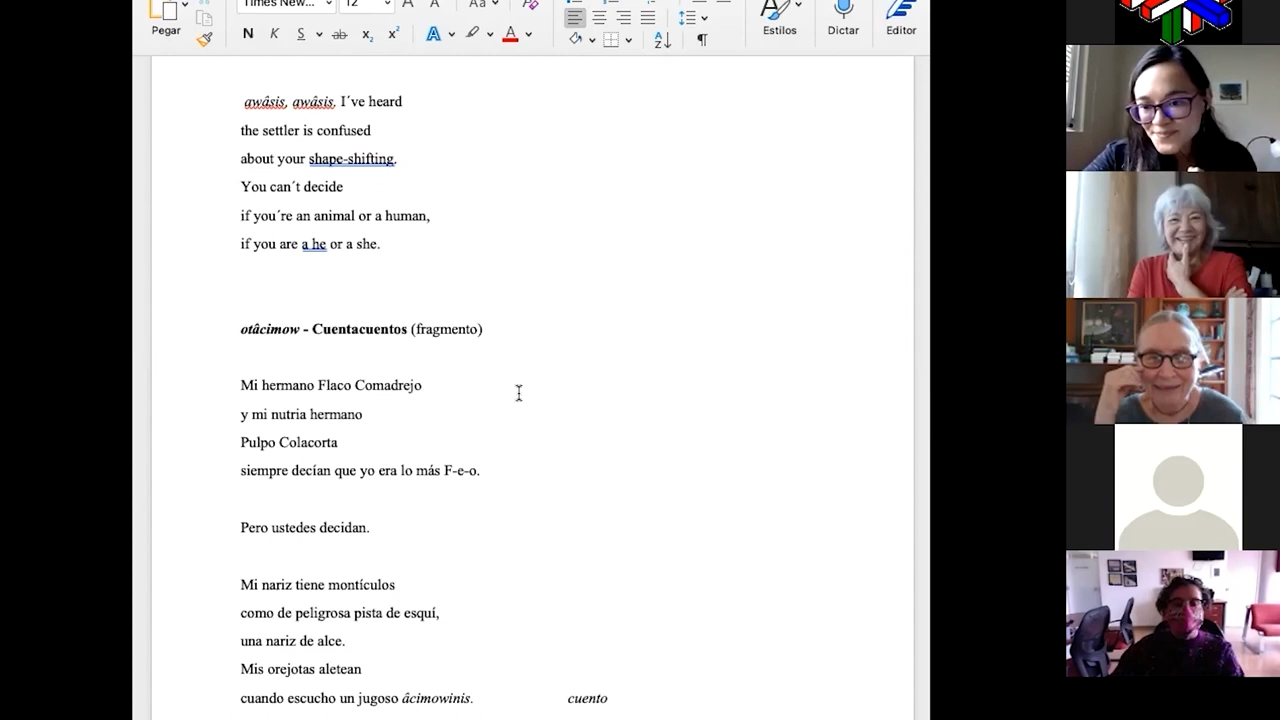 Times New...
12
Aa
Pegar
N K S ab x₂ x² A A
A Z
Estilos
Dictar
Editor
awâsis, awâsis, I´ve heard
the settler is confused
about your shape-shifting.
You can´t decide
if you´re an animal or a human,
if you are a he or a she.
otâcimow - Cuentacuentos (fragmento)
Mi hermano Flaco Comadrejo
y mi nutria hermano
Pulpo Colacorta
siempre decían que yo era lo más F-e-o.
Pero ustedes decidan.
Mi nariz tiene montículos
como de peligrosa pista de esquí,
una nariz de alce.
Mis orejotas aletean
cuando escucho un jugoso âcimowinis. cuento